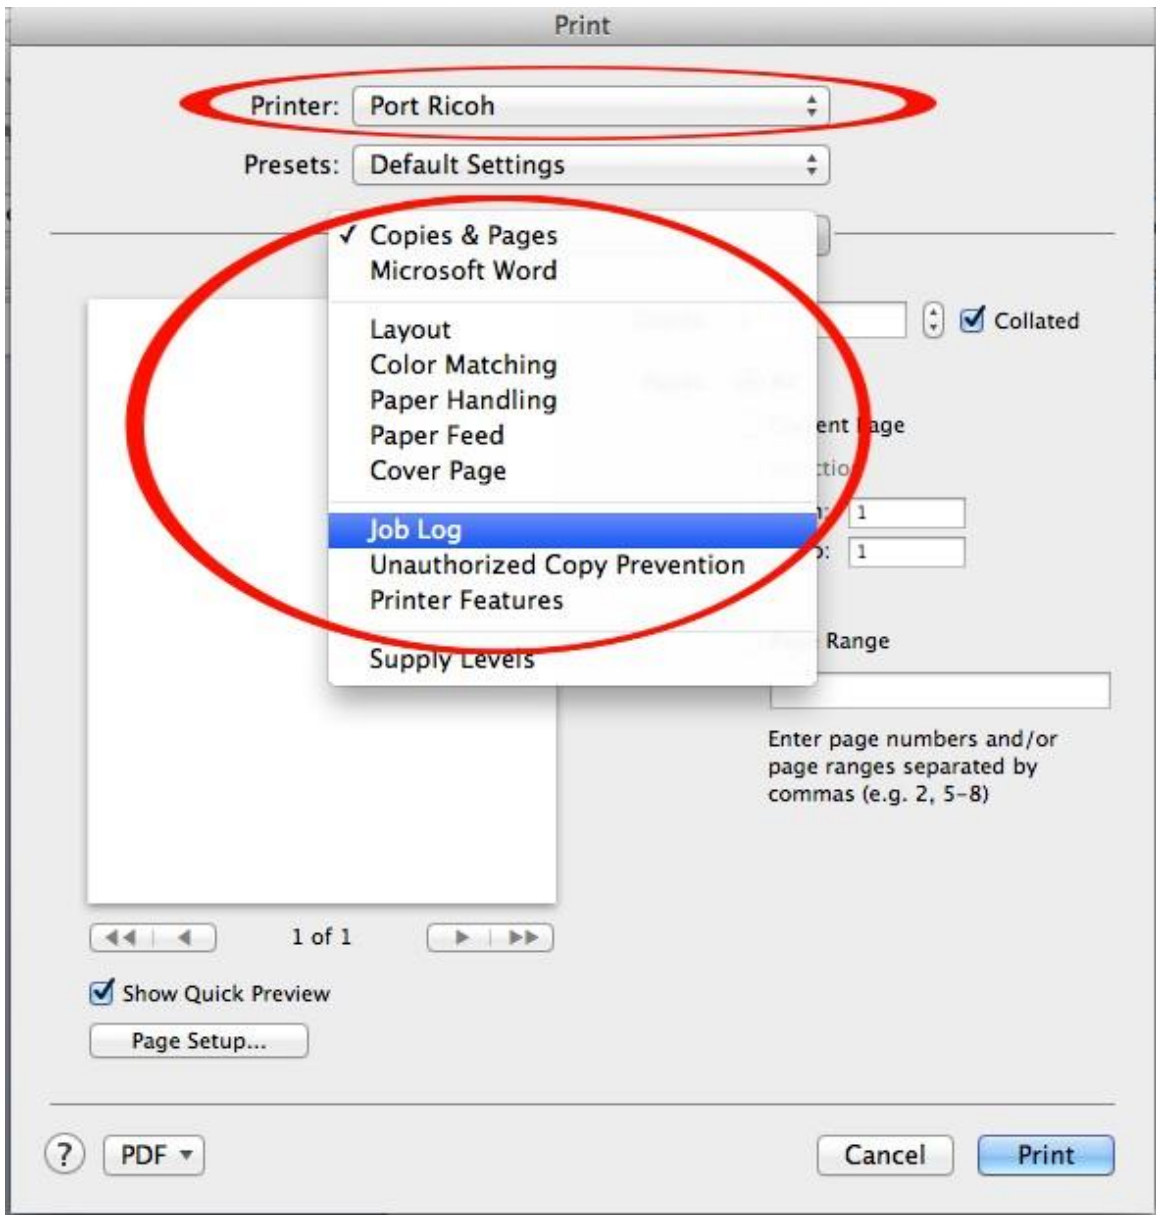 Print
Printer: Port Ricoh
Presets: Default Settings
✓ Copies & Pages
Microsoft Word
Layout
Color Matching
Paper Handling
Paper Feed
Cover Page
Job Log
Unauthorized Copy Prevention
Printer Features
Supply Levels
Collated
Page
1
1
Range
Enter page numbers and/or
page ranges separated by
commas (e.g. 2, 5-8)
1 of 1
Show Quick Preview
Page Setup...
? PDF Cancel Print